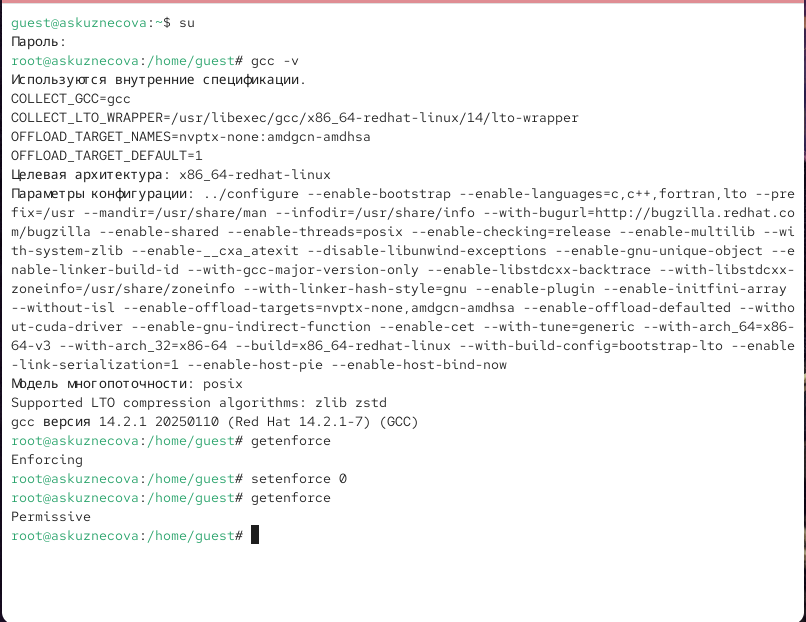 guest@askuznecova:~$ su
Пароль:
root@askuznecova:/home/guest# gcc -v
Используются внутренние спецификации.
COLLECT_GCC=gcc
COLLECT_LTO_WRAPPER=/usr/libexec/gcc/x86_64-redhat-linux/14/lto-wrapper
OFFLOAD_TARGET_NAMES=nvptx-none:amdgcn-amdhsa
OFFLOAD_TARGET_DEFAULT=1
Целевая архитектура: x86_64-redhat-linux
Параметры конфигурации: ../configure --enable-bootstrap --enable-languages=c,c++,fortran,lto --pre
fix=/usr --mandir=/usr/share/man --infodir=/usr/share/info --with-bugurl=http://bugzilla.redhat.co
m/bugzilla --enable-shared --enable-threads=posix --enable-checking=release --enable-multilib --wi
th-system-zlib --enable-__cxa_atexit --disable-libunwind-exceptions --enable-gnu-unique-object --e
nable-linker-build-id --with-gcc-major-version-only --enable-libstdcxx-backtrace --with-libstdcxx-
zoneinfo=/usr/share/zoneinfo --with-linker-hash-style=gnu --enable-plugin --enable-initfini-array
--without-isl --enable-offload-targets=nvptx-none,amdgcn-amdhsa --enable-offload-defaulted --witho
ut-cuda-driver --enable-gnu-indirect-function --enable-cet --with-tune=generic --with-arch_64=x86-
64-v3 --with-arch_32=x86-64 --build=x86_64-redhat-linux --with-build-config=bootstrap-lto --enable
-link-serialization=1 --enable-host-pie --enable-host-bind-now
Модель многопоточности: posix
Supported LTO compression algorithms: zlib zstd
gcc версия 14.2.1 20250110 (Red Hat 14.2.1-7) (GCC)
root@askuznecova:/home/guest# getenforce
Enforcing
root@askuznecova:/home/guest# setenforce 0
root@askuznecova:/home/guest# getenforce
Permissive
root@askuznecova:/home/guest#